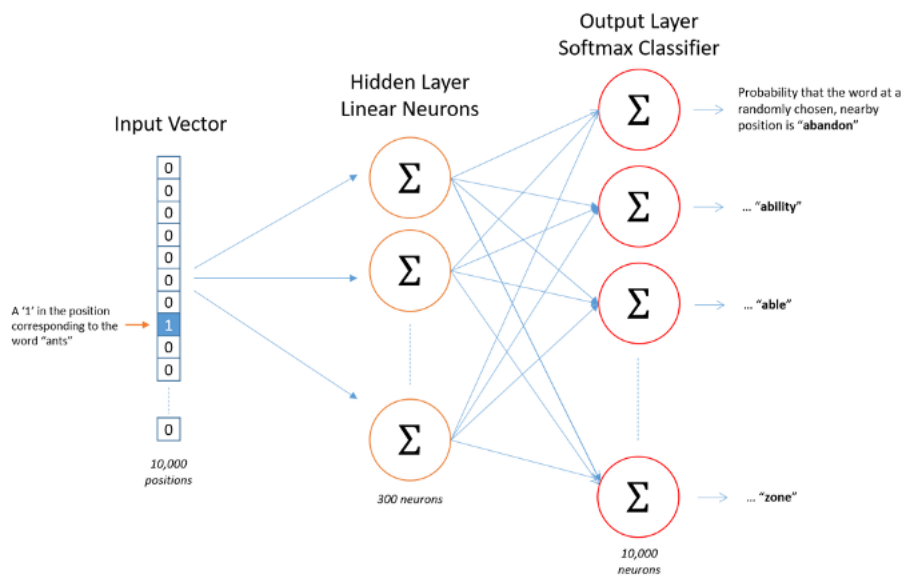 Output Layer
Softmax Classifier
Hidden Layer
Linear Neurons
Input Vector
0
0
0
0
0
0
0
1
0
0
0
A ‘1’ in the position
corresponding to the
word “ants”
10,000
positions
Σ
Σ
Σ
300 neurons
Σ
Σ
Σ
Σ
10,000
neurons
Probability that the word at a
randomly chosen, nearby
position is “abandon”
... “ability”
... “able”
... “zone”